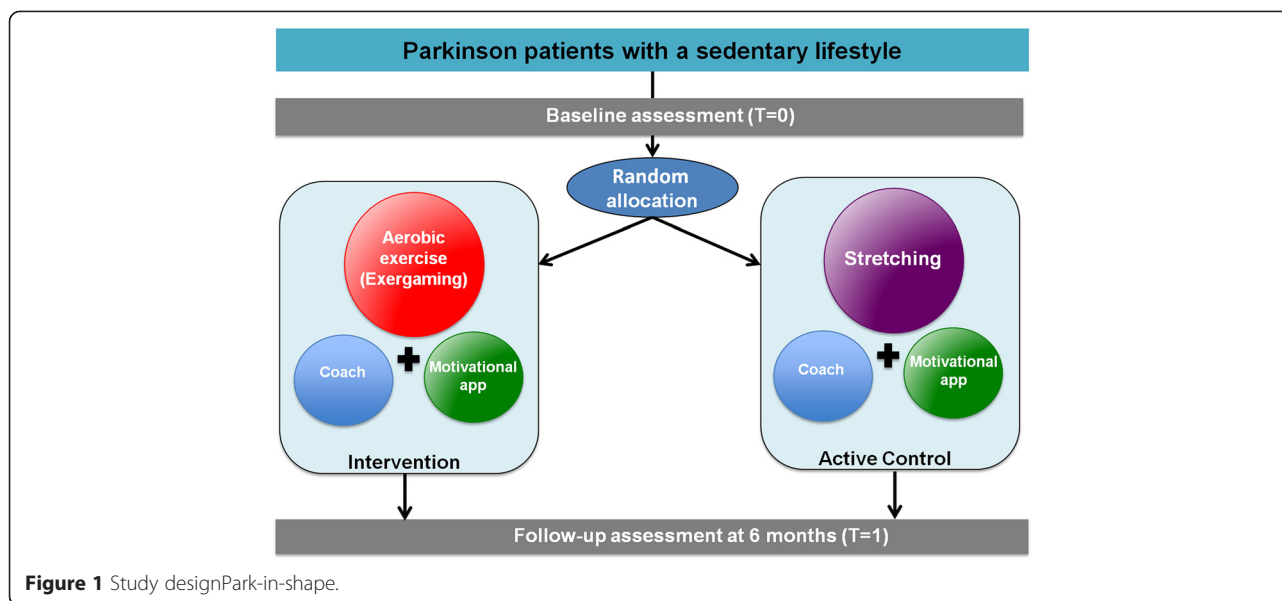 Parkinson patients with a sedentary lifestyle
Baseline assessment (T=0)
Random
allocation
Aerobic
exercise
(Exergaming)
Coach
+
Motivational
app
Intervention
Stretching
Coach
+
Motivational
app
Active Control
Follow-up assessment at 6 months (T=1)
Figure 1 Study designPark-in-shape.